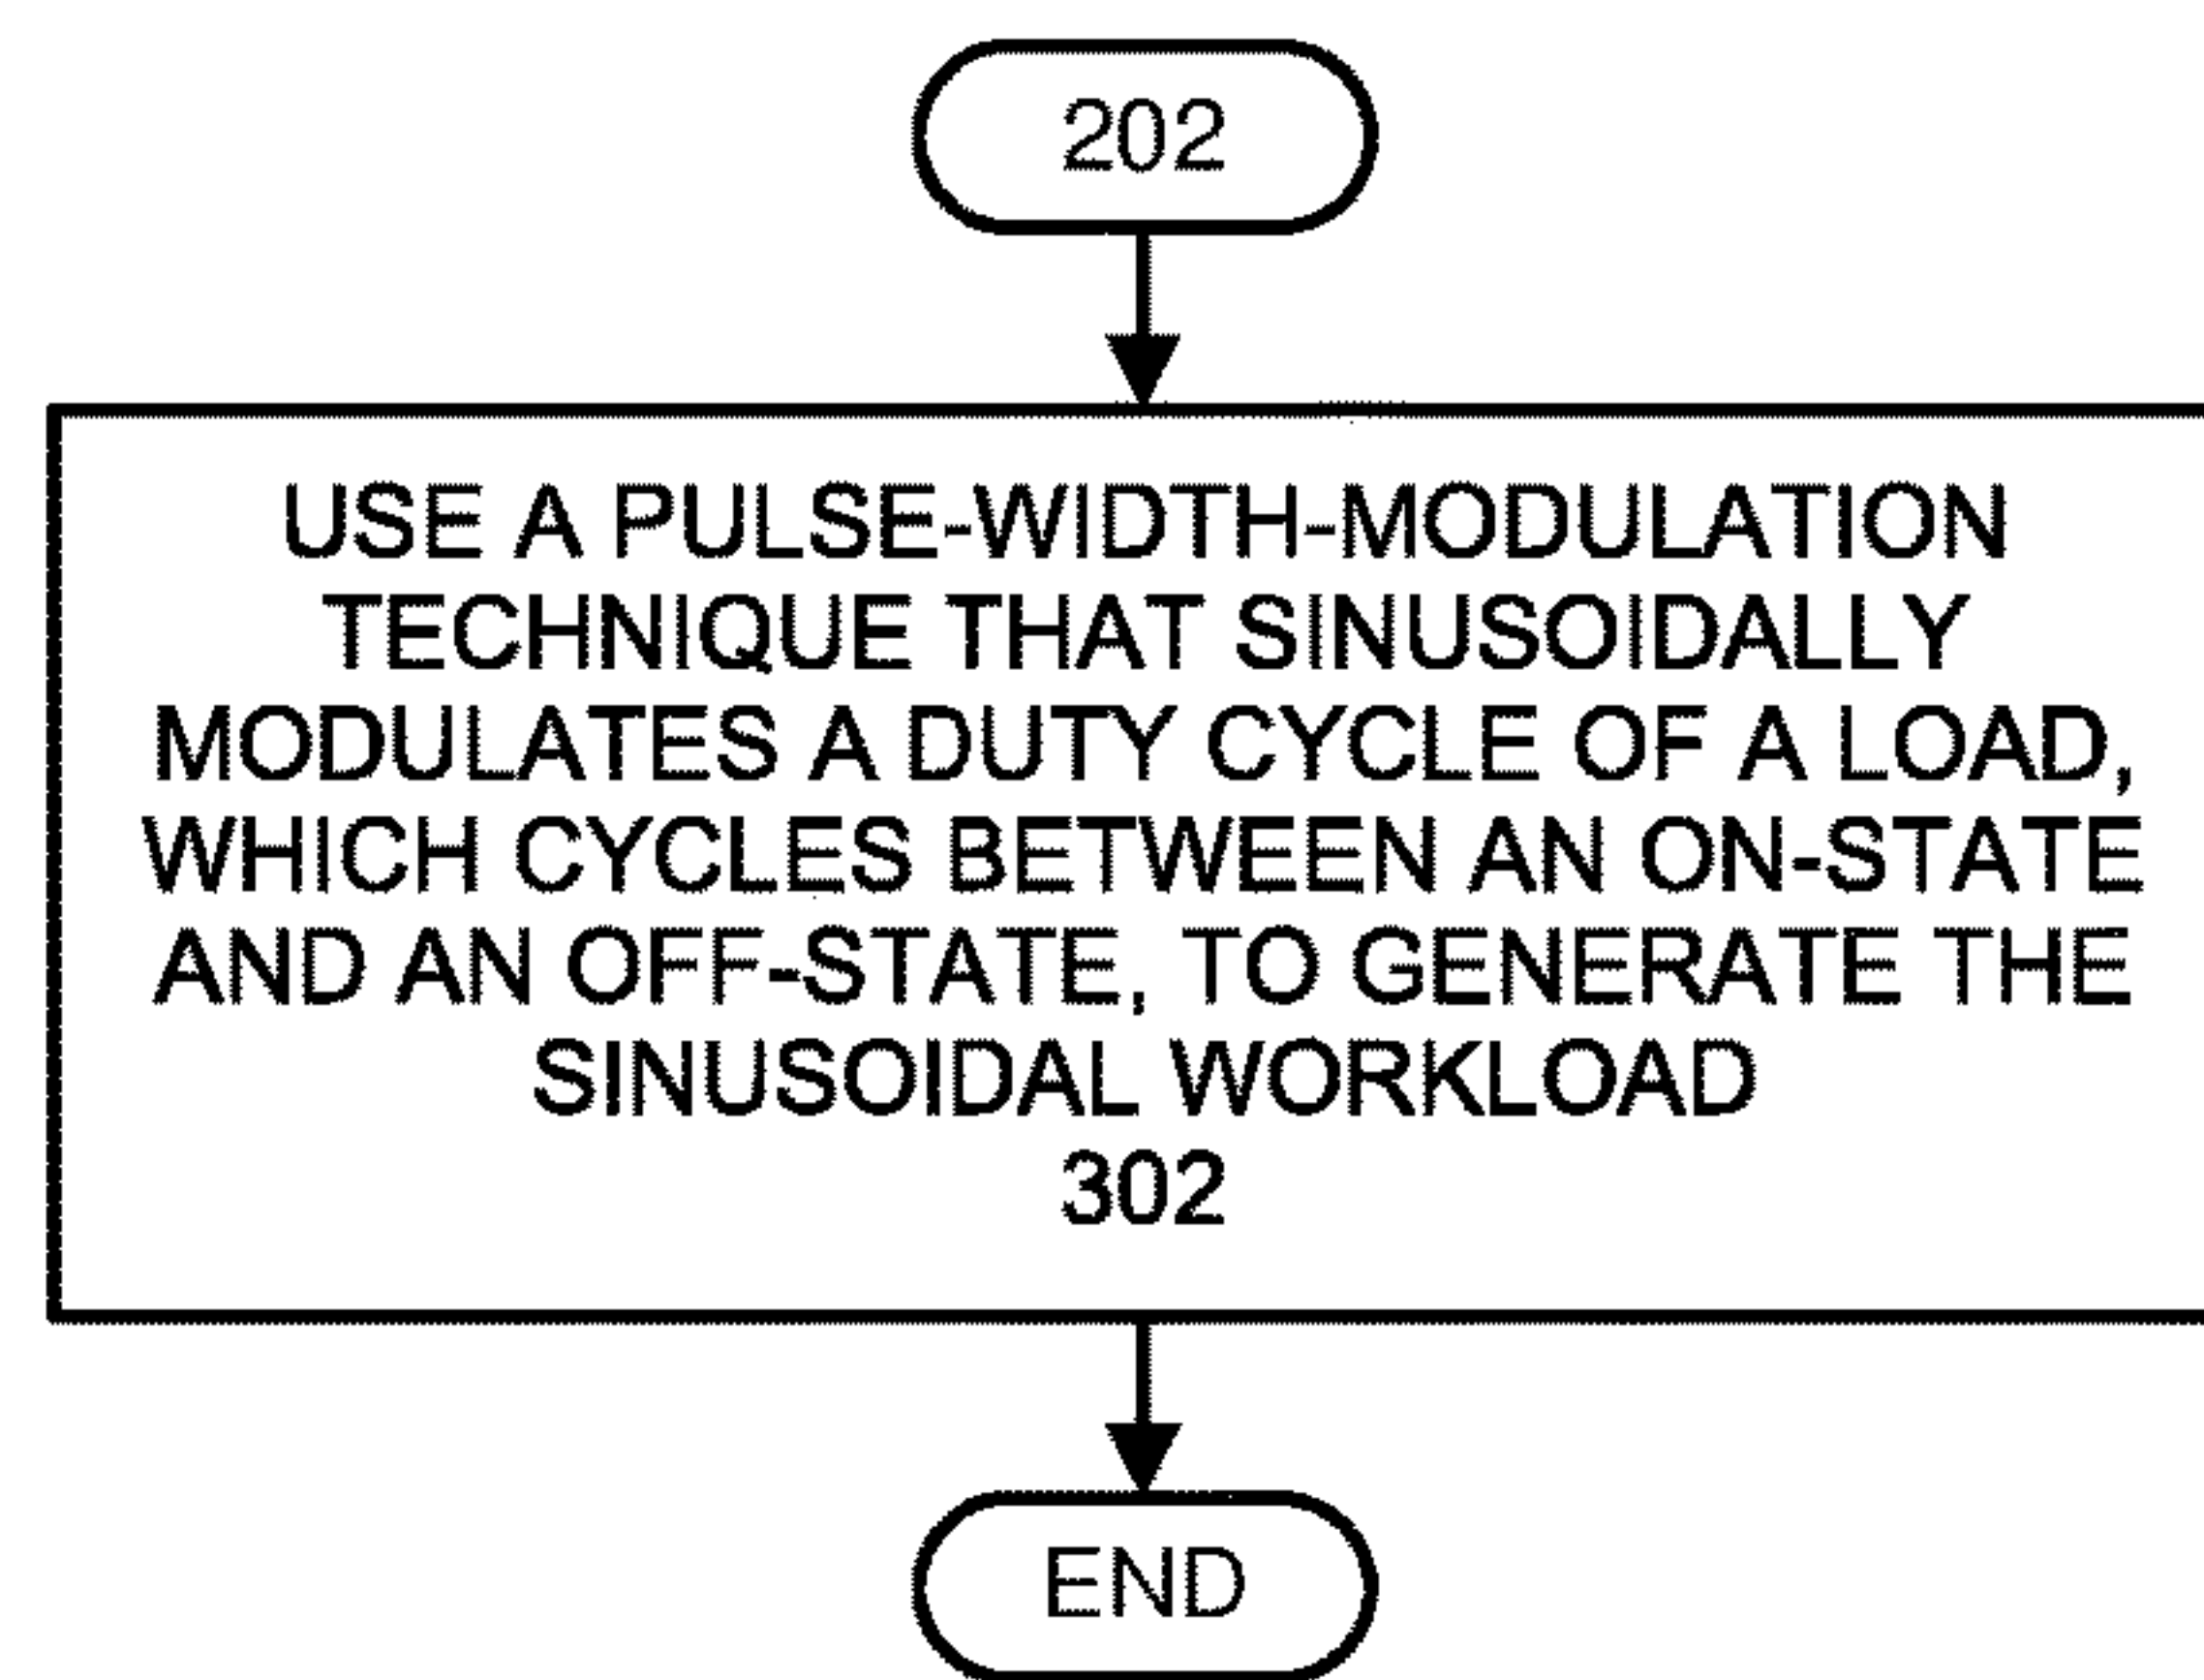 202
USE A PULSE-WIDTH-MODULATION
TECHNIQUE THAT SINUSOIDALLY
MODULATES A DUTY CYCLE OF A LOAD,
WHICH CYCLES BETWEEN AN ON-STATE
AND AN OFF-STATE, TO GENERATE THE
SINUSOIDAL WORKLOAD
302
END